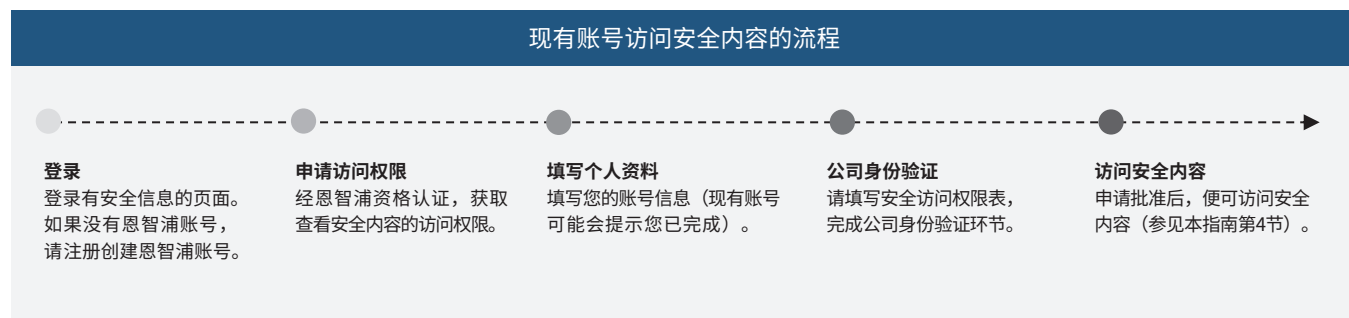 现有账号访问安全内容的流程
登录
登录有安全信息的页面。
如果没有恩智浦账号，
请注册创建恩智浦账号。
申请访问权限
经恩智浦资格认证，获取
查看安全内容的访问权限。
填写个人资料
填写您的账号信息（现有账号
可能会提示您已完成）。
公司身份验证
请填写安全访问权限表，
完成公司身份验证环节。
访问安全内容
申请批准后，便可访问安全
内容（参见本指南第4节）。